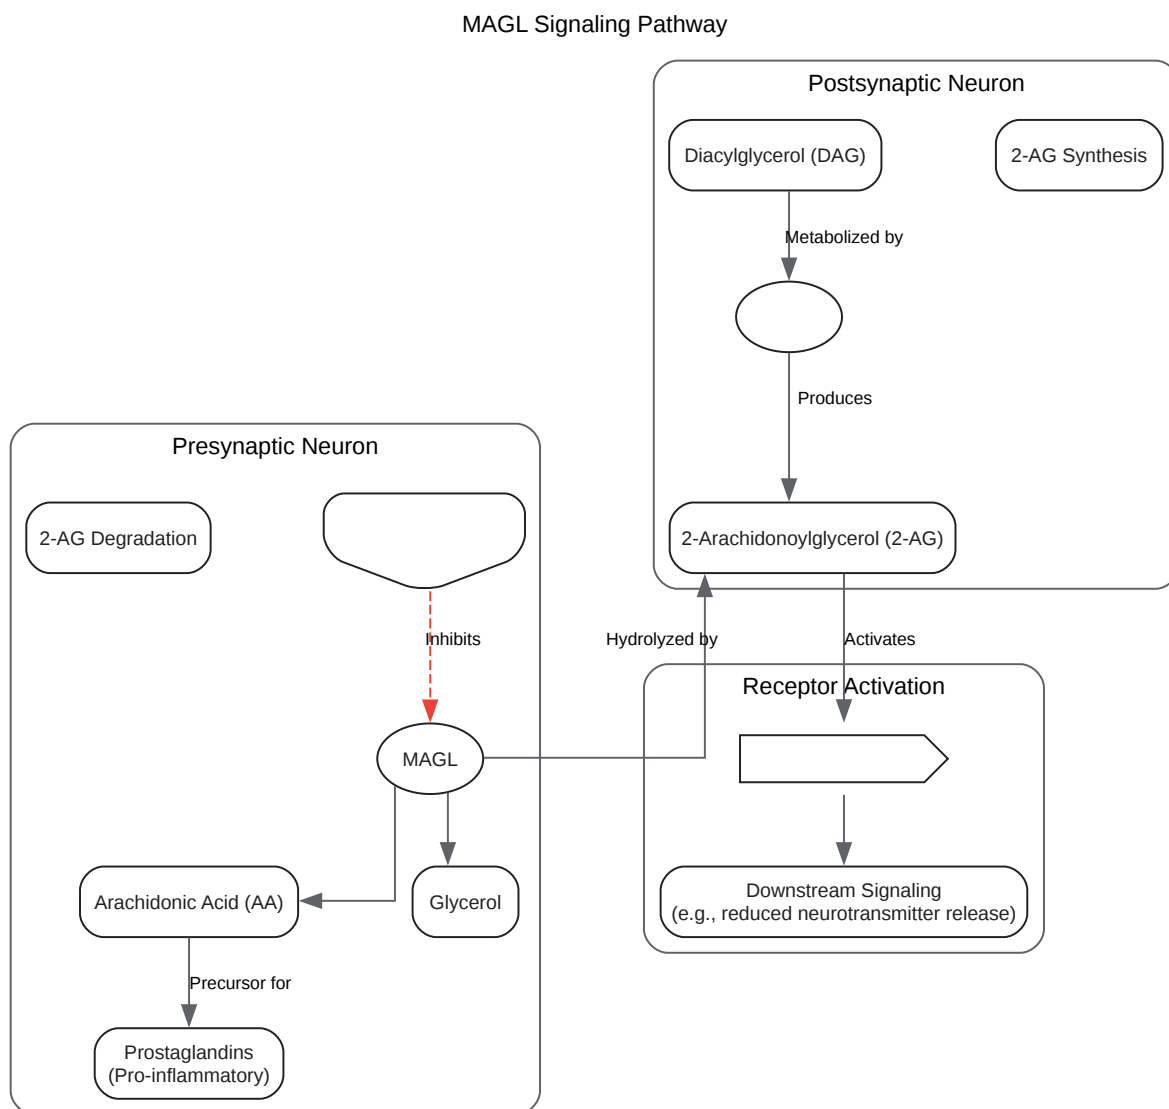 MAGL Signaling Pathway
Postsynaptic Neuron
Diacylglycerol (DAG)
2-AG Synthesis
Metabolized by
Produces
2-Arachidonoylglycerol (2-AG)
Presynaptic Neuron
2-AG Degradation
Inhibits
Hydrolyzed by
Activates
Receptor Activation
MAGL
Arachidonic Acid (AA)
Glycerol
Downstream Signaling
(e.g., reduced neurotransmitter release)
Precursor for
Prostaglandins
(Pro-inflammatory)